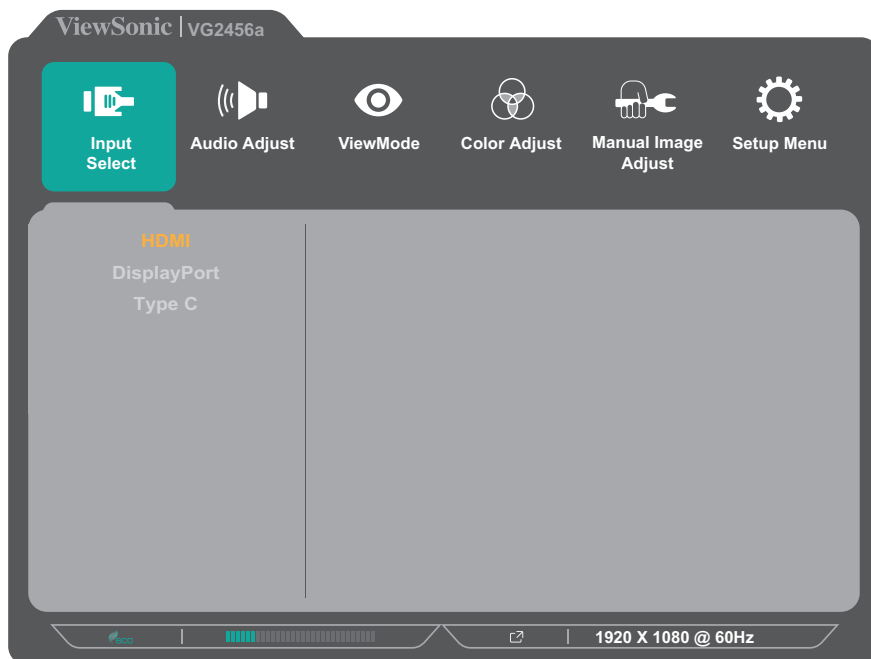 ViewSonic | VG2456a
Input
Select
Audio Adjust
ViewMode
Color Adjust
Manual Image
Adjust
Setup Menu
HDMI
DisplayPort
Type C
eco
1920 X 1080 @ 60Hz